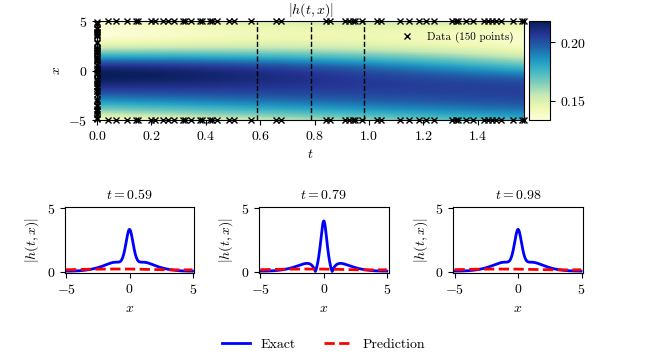 |h(t, x)|
5
0
−5
x
Data (150 points)
0.20
0.15
0.0 0.2 0.4 0.6 0.8 1.0 1.2 1.4
t
t = 0.59 t = 0.79 t = 0.98
5 5 5
|h(t, x)| |h(t, x)| |h(t, x)|
0 0 0
−5 0 5 −5 0 5 −5 0 5
x x x
Exact Prediction